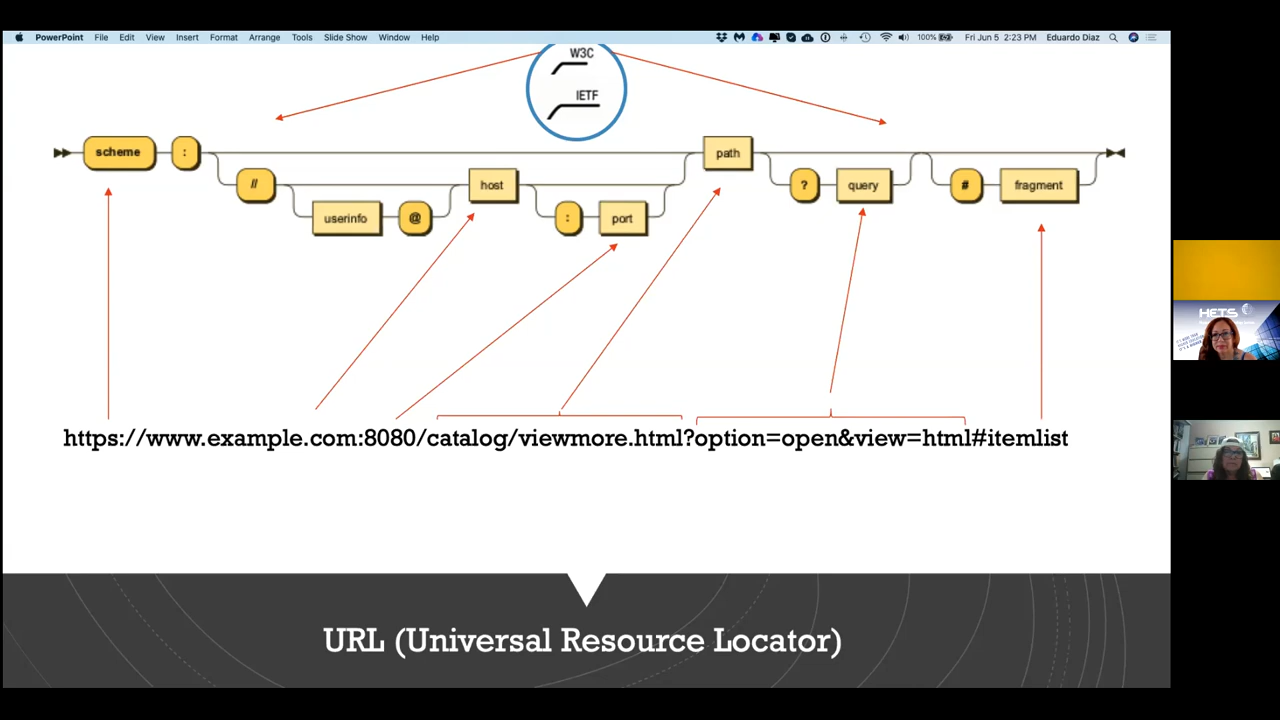 PowerPoint File Edit View Insert Format Arrange Tools Slide Show Window Help 100% Fri Jun 5 2:23 PM Eduardo Diaz
W3C
IETF
scheme : path
// host ? query # fragment
userinfo @ : port
HETS
https://www.example.com:8080/catalog/viewmore.html?option=open&view=html#itemlist
URL (Universal Resource Locator)